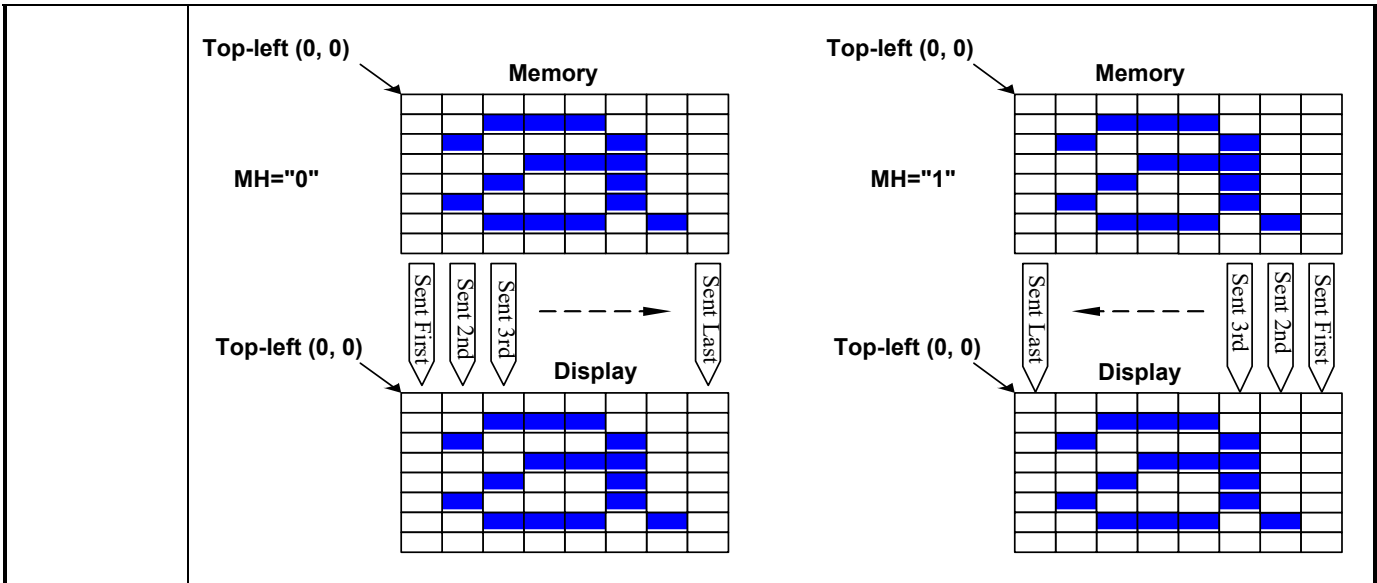 Top-left (0, 0)
Memory
MH="0"
Sent First
Sent 2nd
Sent 3rd
Sent Last
Top-left (0, 0)
Display
Top-left (0, 0)
Memory
MH="1"
Sent Last
Sent 3rd
Sent 2nd
Sent First
Top-left (0, 0)
Display